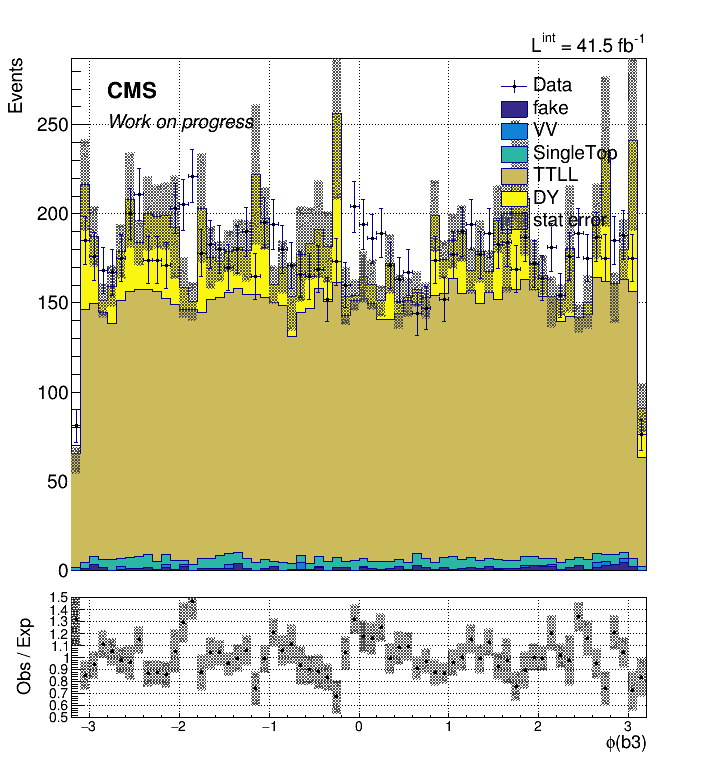 L^int = 41.5 fb^-1
Events
CMS
Work on progress
Data
fake
VV
SingleTop
TTLL
DY
stat error
250
200
150
100
50
0
Obs / Exp
1.5
1.4
1.3
1.2
1.1
1
0.9
0.8
0.7
0.6
0.5
−3 −2 −1 0 1 2 3
ϕ(b3)